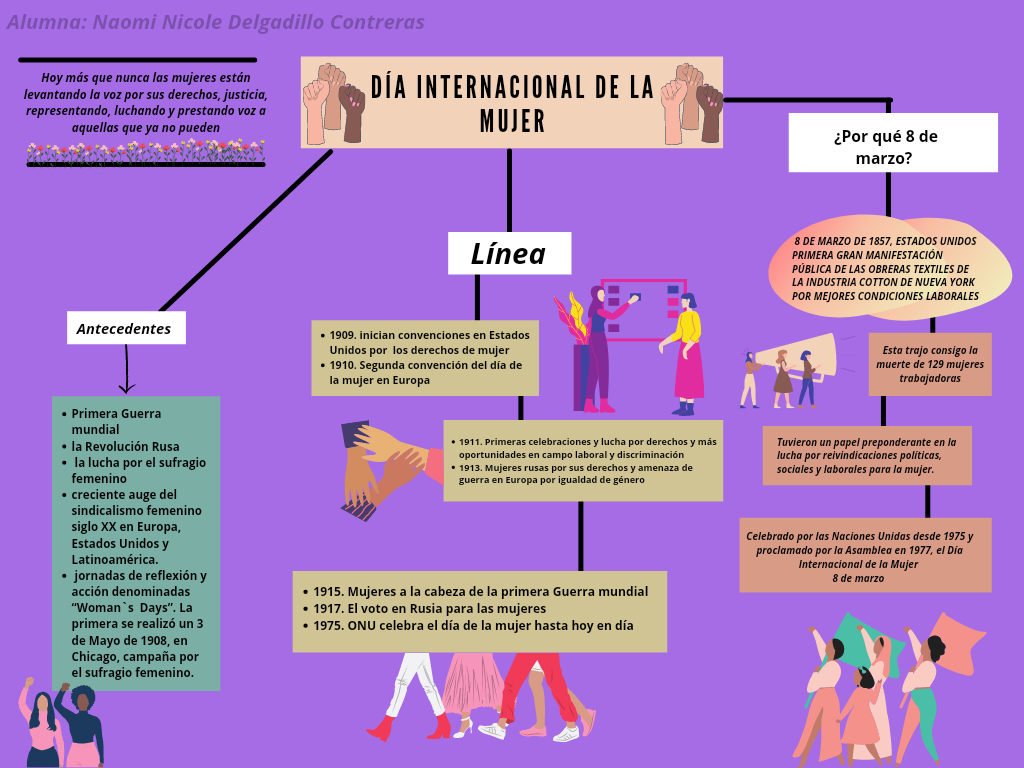 Alumna: Naomi Nicole Delgadillo Contreras
Hoy más que nunca las mujeres están
levantando la voz por sus derechos, justicia,
representando, luchando y prestando voz a
aquellas que ya no pueden
DÍA INTERNACIONAL DE LA
MUJER
¿Por qué 8 de
marzo?
8 DE MARZO DE 1857, ESTADOS UNIDOS
PRIMERA GRAN MANIFESTACIÓN
PÚBLICA DE LAS OBRERAS TEXTILES DE
LA INDUSTRIA COTTON DE NUEVA YORK
POR MEJORES CONDICIONES LABORALES
Esta trajo consigo la
muerte de 129 mujeres
trabajadoras
Tuvieron un papel preponderante en la
lucha por reivindicaciones políticas,
sociales y laborales para la mujer.
Celebrado por las Naciones Unidas desde 1975 y
proclamado por la Asamblea en 1977, el Día
Internacional de la Mujer
8 de marzo
Línea
• 1909. inician convenciones en Estados
Unidos por los derechos de mujer
• 1910. Segunda convención del día de
la mujer en Europa
• 1911. Primeras celebraciones y lucha por derechos y más
oportunidades en campo laboral y discriminación
• 1913. Mujeres rusas por sus derechos y amenaza de
guerra en Europa por igualdad de género
• 1915. Mujeres a la cabeza de la primera Guerra mundial
• 1917. El voto en Rusia para las mujeres
• 1975. ONU celebra el día de la mujer hasta hoy en día
Antecedentes
• Primera Guerra
mundial
• la Revolución Rusa
• la lucha por el sufragio
femenino
• creciente auge del
sindicalismo femenino
siglo XX en Europa,
Estados Unidos y
Latinoamérica.
• jornadas de reflexión y
acción denominadas
“Woman`s Days”. La
primera se realizó un 3
de Mayo de 1908, en
Chicago, campaña por
el sufragio femenino.